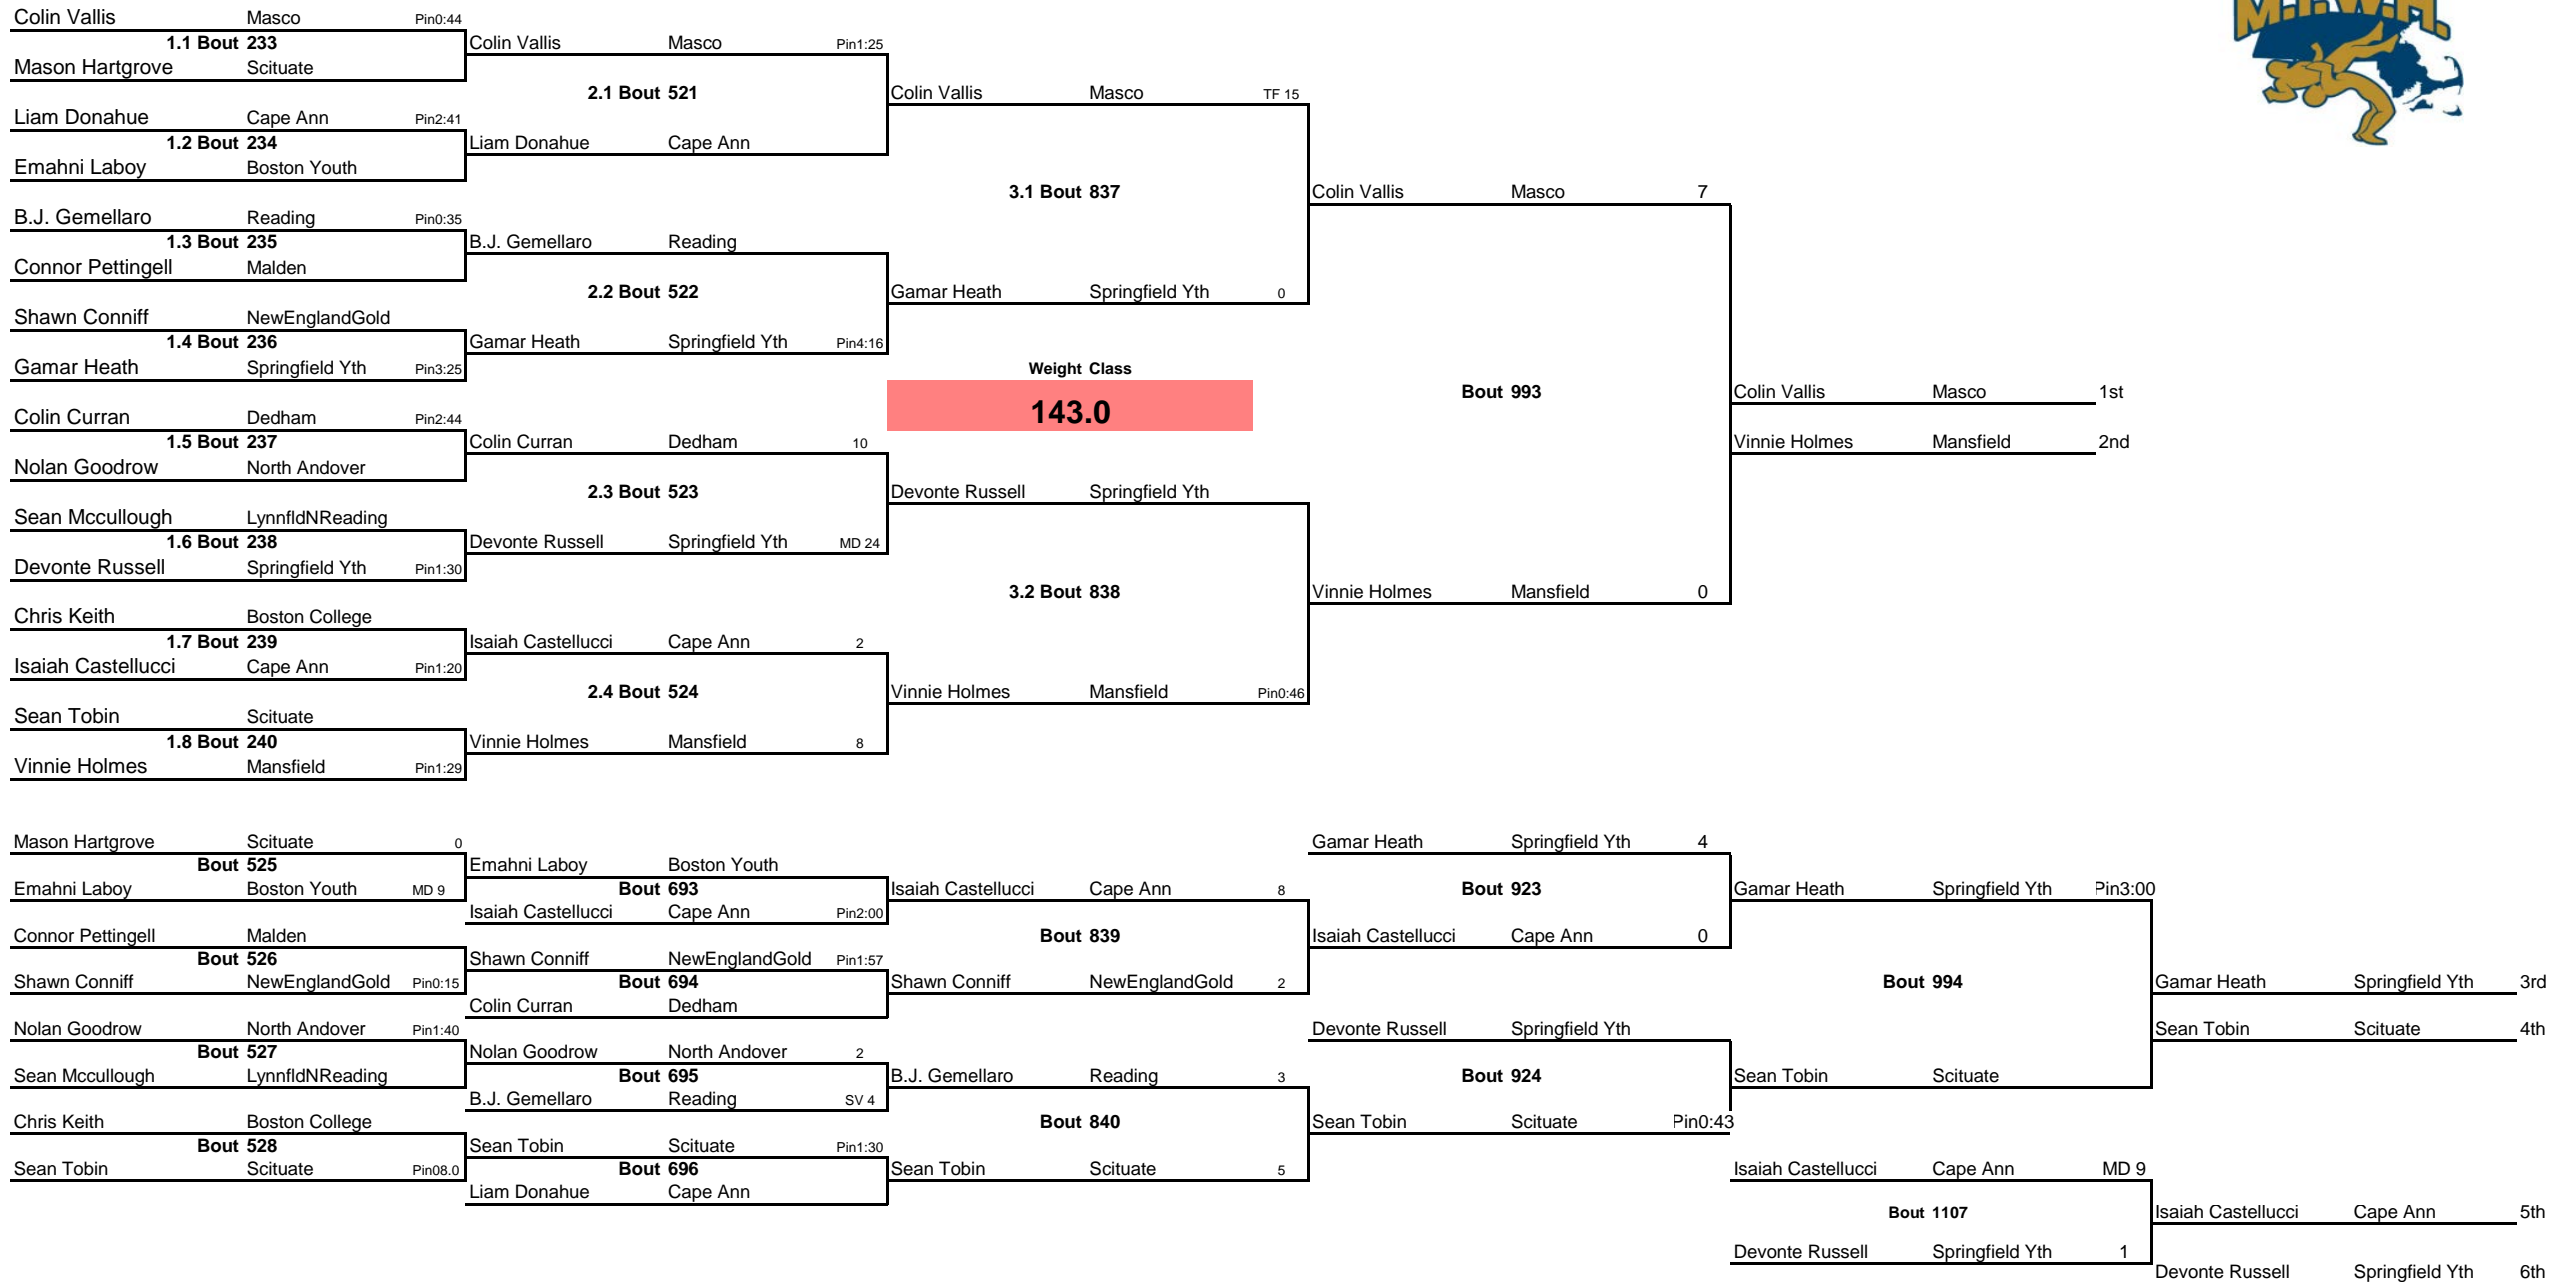 M.Y.W.A.
Colin Vallis Masco Pin0:44
1.1 Bout 233
Mason Hartgrove Scituate
Liam Donahue Cape Ann Pin2:41
1.2 Bout 234
Emahni Laboy Boston Youth
B.J. Gemellaro Reading Pin0:35
1.3 Bout 235
Connor Pettingell Malden
Shawn Conniff NewEnglandGold
1.4 Bout 236
Gamar Heath Springfield Yth Pin3:25
Colin Curran Dedham Pin2:44
1.5 Bout 237
Nolan Goodrow North Andover
Sean Mccullough LynnfldNReading
1.6 Bout 238
Devonte Russell Springfield Yth Pin1:30
Chris Keith Boston College
1.7 Bout 239
Isaiah Castellucci Cape Ann Pin1:20
Sean Tobin Scituate
1.8 Bout 240
Vinnie Holmes Mansfield Pin1:29
Colin Vallis Masco Pin1:25
2.1 Bout 521
Liam Donahue Cape Ann
B.J. Gemellaro Reading
2.2 Bout 522
Gamar Heath Springfield Yth Pin4:16
Colin Curran Dedham 10
2.3 Bout 523
Devonte Russell Springfield Yth MD 24
Isaiah Castellucci Cape Ann 2
2.4 Bout 524
Vinnie Holmes Mansfield 8
Colin Vallis Masco TF 15
3.1 Bout 837
Gamar Heath Springfield Yth 0
Weight Class
143.0
Devonte Russell Springfield Yth
3.2 Bout 838
Vinnie Holmes Mansfield Pin0:46
Colin Vallis Masco 7
Bout 993
Vinnie Holmes Mansfield 0
Colin Vallis Masco 1st
Vinnie Holmes Mansfield 2nd
Mason Hartgrove Scituate 0
Bout 525
Emahni Laboy Boston Youth MD 9
Connor Pettingell Malden
Bout 526
Shawn Conniff NewEnglandGold Pin0:15
Nolan Goodrow North Andover Pin1:40
Bout 527
Sean Mccullough LynnfldNReading
Chris Keith Boston College
Bout 528
Sean Tobin Scituate Pin08.0
Emahni Laboy Boston Youth
Bout 693
Isaiah Castellucci Cape Ann Pin2:00
Shawn Conniff NewEnglandGold Pin1:57
Bout 694
Colin Curran Dedham
Nolan Goodrow North Andover 2
Bout 695
B.J. Gemellaro Reading SV 4
Sean Tobin Scituate Pin1:30
Bout 696
Liam Donahue Cape Ann
Isaiah Castellucci Cape Ann 8
Bout 839
Shawn Conniff NewEnglandGold 2
B.J. Gemellaro Reading 3
Bout 840
Sean Tobin Scituate 5
Gamar Heath Springfield Yth 4
Bout 923
Isaiah Castellucci Cape Ann 0
Devonte Russell Springfield Yth
Bout 924
Sean Tobin Scituate Pin0:43
Gamar Heath Springfield Yth Pin3:00
Bout 994
Sean Tobin Scituate
Gamar Heath Springfield Yth 3rd
Sean Tobin Scituate 4th
Isaiah Castellucci Cape Ann MD 9
Bout 1107
Devonte Russell Springfield Yth 1
Isaiah Castellucci Cape Ann 5th
Devonte Russell Springfield Yth 6th